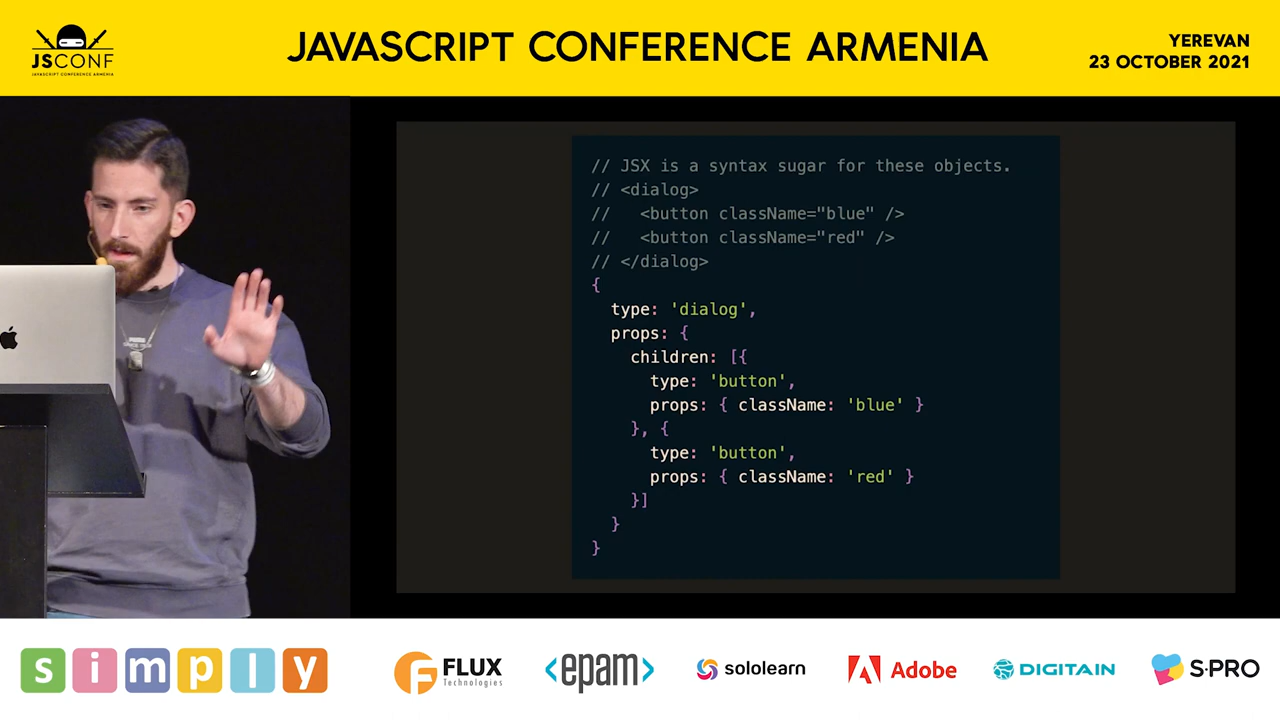 JSCONF
JAVASCRIPT CONFERENCE ARMENIA
JAVASCRIPT CONFERENCE ARMENIA
YEREVAN
23 OCTOBER 2021
// JSX is a syntax sugar for these objects.
// <dialog>
//   <button className="blue" />
//   <button className="red" />
// </dialog>
{
  type: 'dialog',
  props: {
    children: [{
      type: 'button',
      props: { className: 'blue' }
    }, {
      type: 'button',
      props: { className: 'red' }
    }]
  }
}
simply
FLUX
Technologies
<epam>
sololearn
Adobe
DIGITAIN
S·PRO